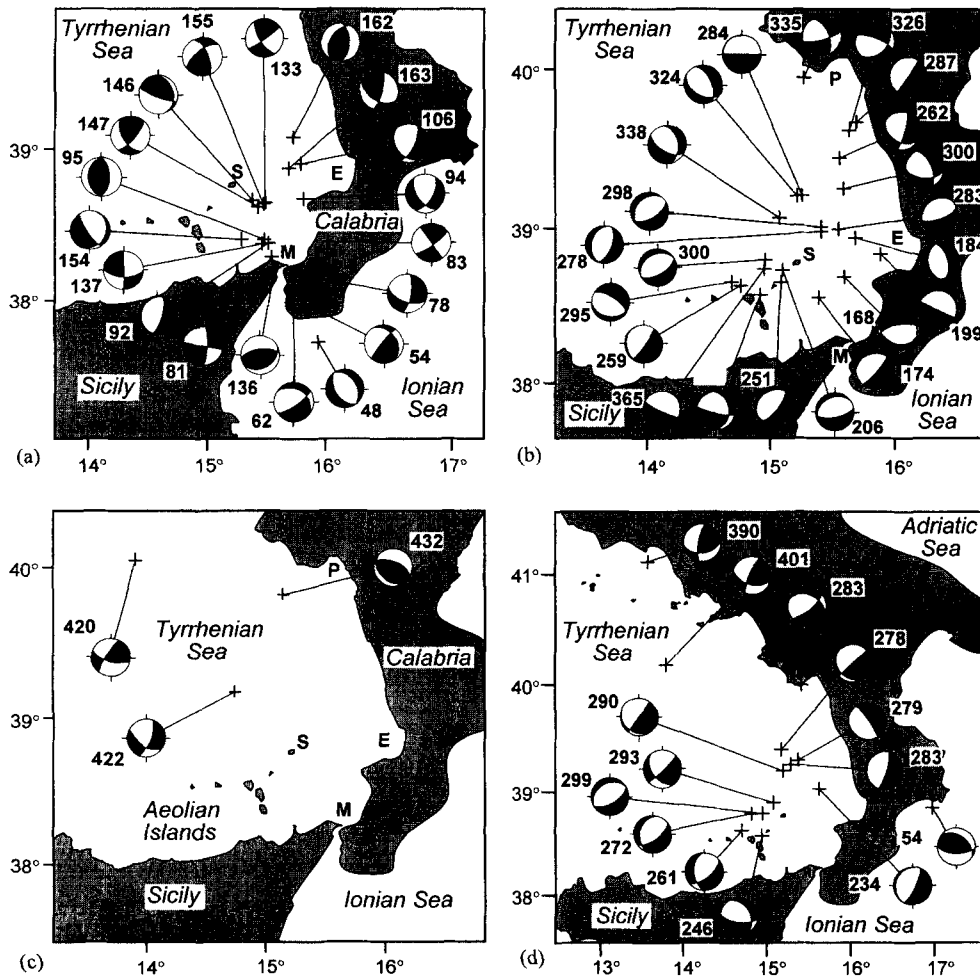 Tyrrhenian
Sea
155
162
133
163
146
106
147
39°
S
E
95
94
Calabria
M
83
154
137
38°
78
92
54
81
136
Sicily
Ionian
Sea
62
48
(a)
14°
15°
16°
17°
Tyrrhenian
Sea
284
335
326
40°
324
P
287
262
338
39°
300
298
283
E
184
278
300
S
295
168
199
259
M
38°
174
251
Sicily
365
206
Ionian
Sea
(b)
14°
15°
16°
432
40°
P
420
Tyrrhenian
Sea
Calabria
39°
422
S
E
Aeolian
Islands
M
38°
Sicily
Ionian Sea
(c)
14°
15°
16°
390
Adriatic
Sea
401
41°
283
Tyrrhenian
Sea
278
40°
290
279
293
283
299
39°
54
272
261
234
38°
Sicily
246
Ionian Sea
(d)
13°
14°
15°
16°
17°